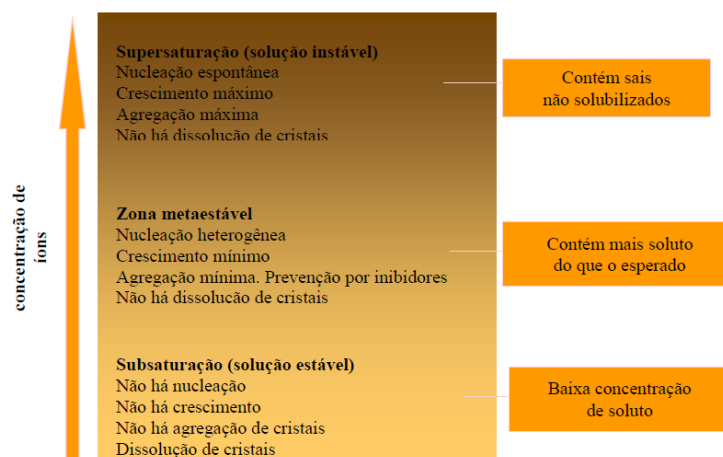 concentração de
íons
Supersaturação (solução instável)
Nucleação espontânea
Crescimento máximo
Agregação máxima
Não há dissolução de cristais
Contém sais
não solubilizados
Zona metaestável
Nucleação heterogênea
Crescimento mínimo
Agregação mínima. Prevenção por inibidores
Não há dissolucão de cristais
Contém mais soluto
do que o esperado
Subsaturação (solução estável)
Não há nucleação
Não há crescimento
Não há agregação de cristais
Dissolução de cristais
Baixa concentração
de soluto